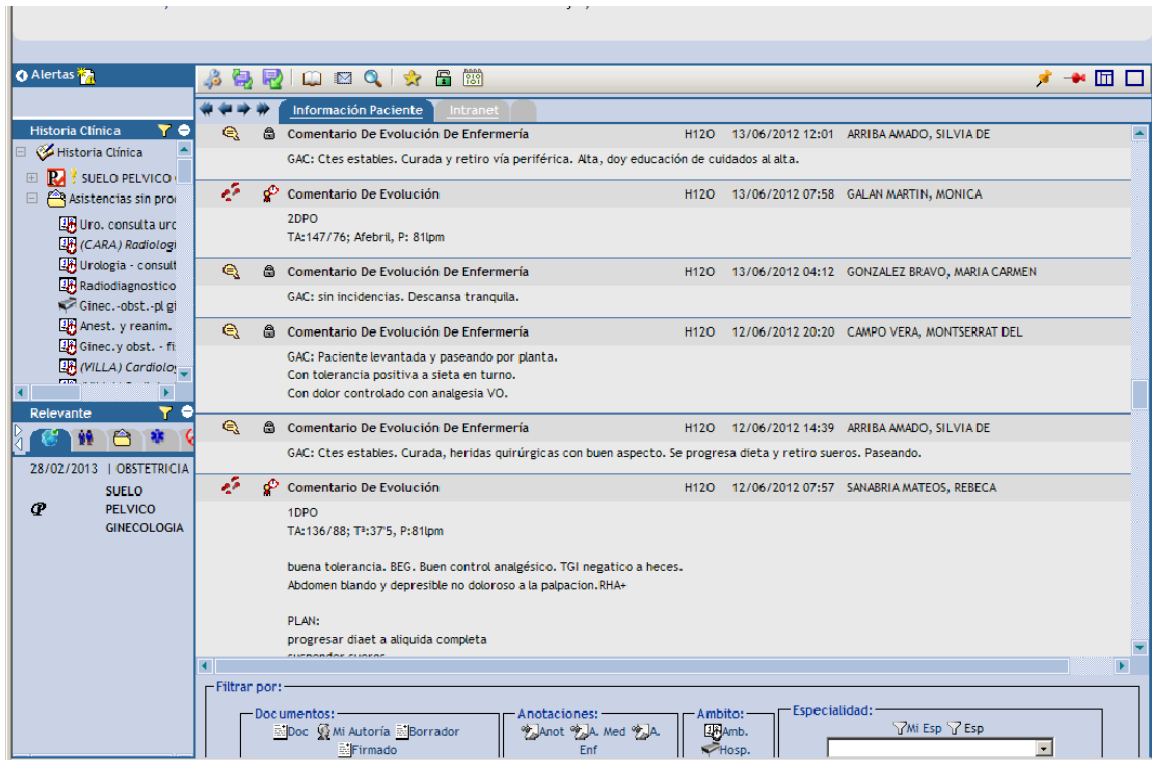 Alertas
Información Paciente
Intranet
Historia Clínica
Historia Clínica
SUELO PELVICO
Asistencias sin
Uro. consulta
(CARA)
Urologia - consult
Radiodiagnostico
Ginec.-obst.-pl gi
Anest. y reanim.
Ginec.y obst. - fi
(VILLA)
Relevante
28/02/2013 | OBSTETRICIA
SUELO
PELVICO
GINECOLOGIA
Comentario De Evolución De Enfermería H12O 13/06/2012 12:01 ARRIBA AMADO, SILVIA DE
GAC: Ctes estables. Curada y retiro vía periférica. Alta, doy educación de cuidados al alta.
Comentario De Evolución H12O 13/06/2012 07:58 GALAN MARTIN, MONICA
2DPO
TA:147/76; Afebril, P: 81lpm
Comentario De Evolución De Enfermería H12O 13/06/2012 04:12 GONZALEZ BRAVO, MARIA CARMEN
GAC: sin incidencias. Descansa tranquila.
Comentario De Evolución De Enfermería H12O 12/06/2012 20:20 CAMPO VERA, MONTSERRAT DEL
GAC: Paciente levantada y paseando por planta.
Con tolerancia positiva a sieta en turno.
Con dolor controlado con analgesia VO.
Comentario De Evolución De Enfermería H12O 12/06/2012 14:39 ARRIBA AMADO, SILVIA DE
GAC: Ctes estables. Curada, heridas quirúrgicas con buen aspecto. Se progresa dieta y retiro sueros. Paseando.
Comentario De Evolución H12O 12/06/2012 07:57 SANABRIA MATEOS, REBECA
1DPO
TA:136/88; Tª:37'5, P:81lpm
buena tolerancia. BEG. Buen control analgésico. TGI negatico a heces.
Abdomen blando y depresible no doloroso a la palpacion.RHA+
PLAN:
progresar diaet a aliquida completa
suspender sueros
Filtrar por:
Documentos:
Doc Mi Autoría Borrador
Firmado
Anotaciones:
Anot A. Med A.
Enf
Ambito:
Amb.
Hosp.
Especialidad:
Mi Esp Esp